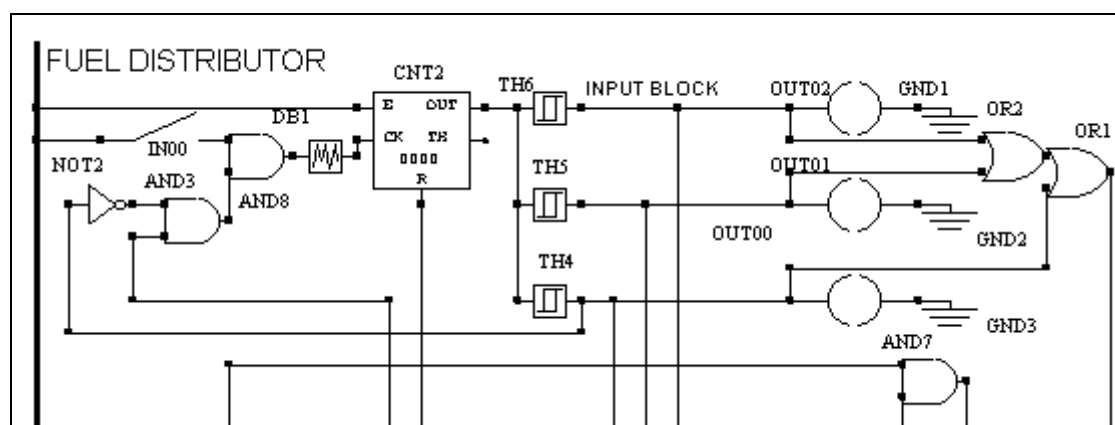 FUEL DISTRIBUTOR
CNT2
TH6
INPUT BLOCK
OUT02
GND1
OR2
OR1
E OUT
DB1
CK TH
0000
R
IN00
NOT2
AND3
AND8
TH5
OUT01
OUT00
GND2
TH4
GND3
AND7